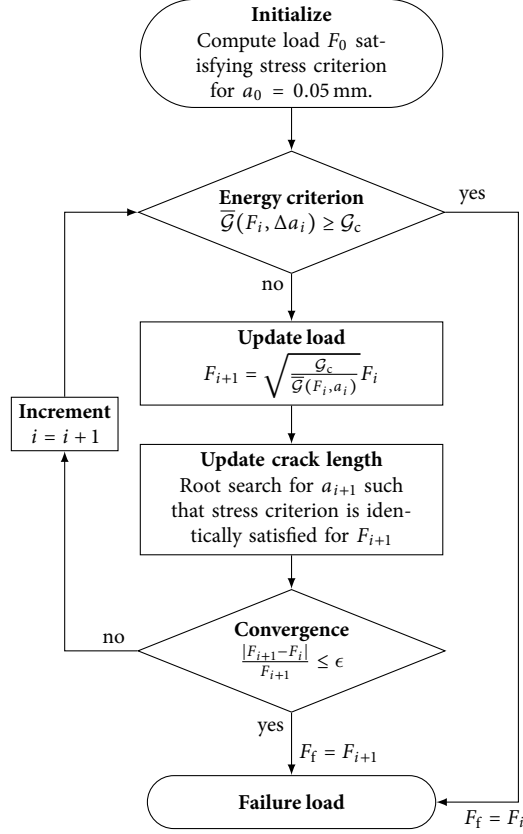 Initialize
Compute load F₀ sat-
isfying stress criterion
for a₀ = 0.05 mm.
Energy criterion
𝒢̅(Fᵢ, Δaᵢ) ≥ 𝒢_c
yes
no
Update load
Fᵢ₊₁ = √(𝒢_c / 𝒢̅(Fᵢ,aᵢ)) Fᵢ
Increment
i = i + 1
Update crack length
Root search for aᵢ₊₁ such
that stress criterion is iden-
tically satisfied for Fᵢ₊₁
no
Convergence
|Fᵢ₊₁−Fᵢ| / Fᵢ₊₁ ≤ ϵ
yes
F_f = Fᵢ₊₁
Failure load
F_f = Fᵢ